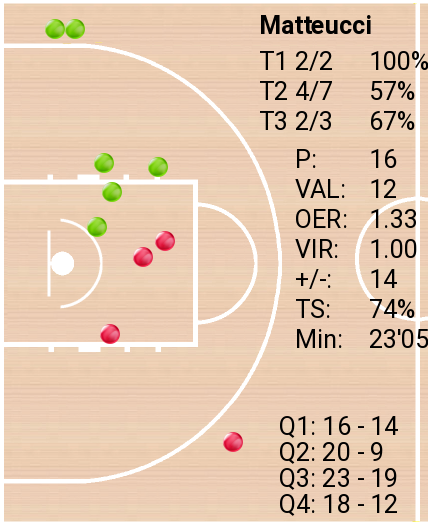 Matteucci
T1 2/2 100%
T2 4/7 57%
T3 2/3 67%
P: 16
VAL: 12
OER: 1.33
VIR: 1.00
+/-: 14
TS: 74%
Min: 23'05
Q1: 16 - 14
Q2: 20 - 9
Q3: 23 - 19
Q4: 18 - 12